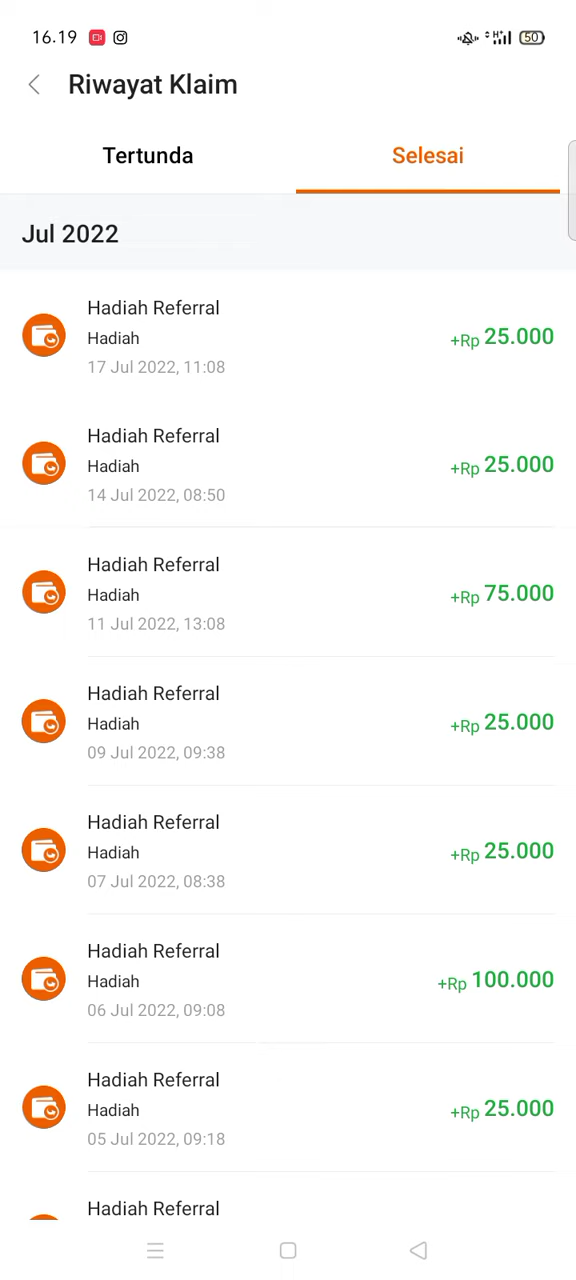 16.19
50
Riwayat Klaim
Tertunda
Selesai
Jul 2022
Hadiah Referral
Hadiah
+Rp 25.000
17 Jul 2022, 11:08
Hadiah Referral
Hadiah
+Rp 25.000
14 Jul 2022, 08:50
Hadiah Referral
Hadiah
+Rp 75.000
11 Jul 2022, 13:08
Hadiah Referral
Hadiah
+Rp 25.000
09 Jul 2022, 09:38
Hadiah Referral
Hadiah
+Rp 25.000
07 Jul 2022, 08:38
Hadiah Referral
Hadiah
+Rp 100.000
06 Jul 2022, 09:08
Hadiah Referral
Hadiah
+Rp 25.000
05 Jul 2022, 09:18
Hadiah Referral